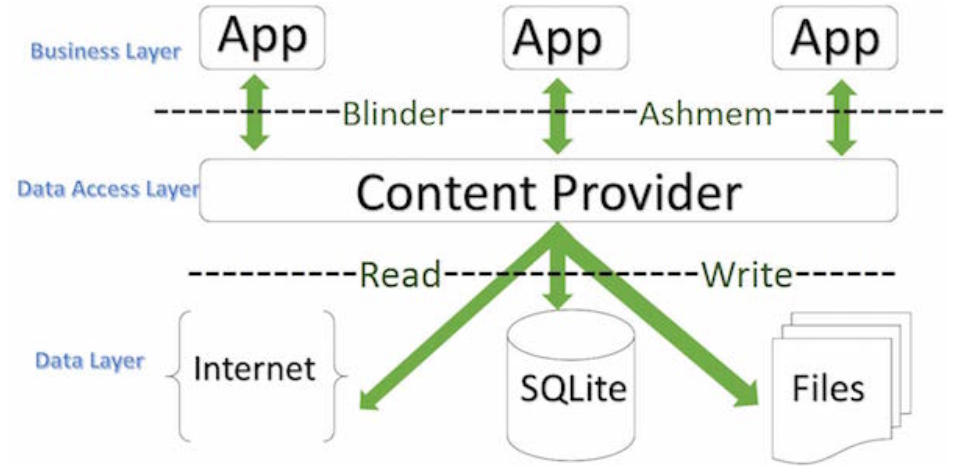 Business Layer
App
App
App
Blinder
Ashmem
Data Access Layer
Content Provider
Read
Write
Data Layer
Internet
SQLite
Files